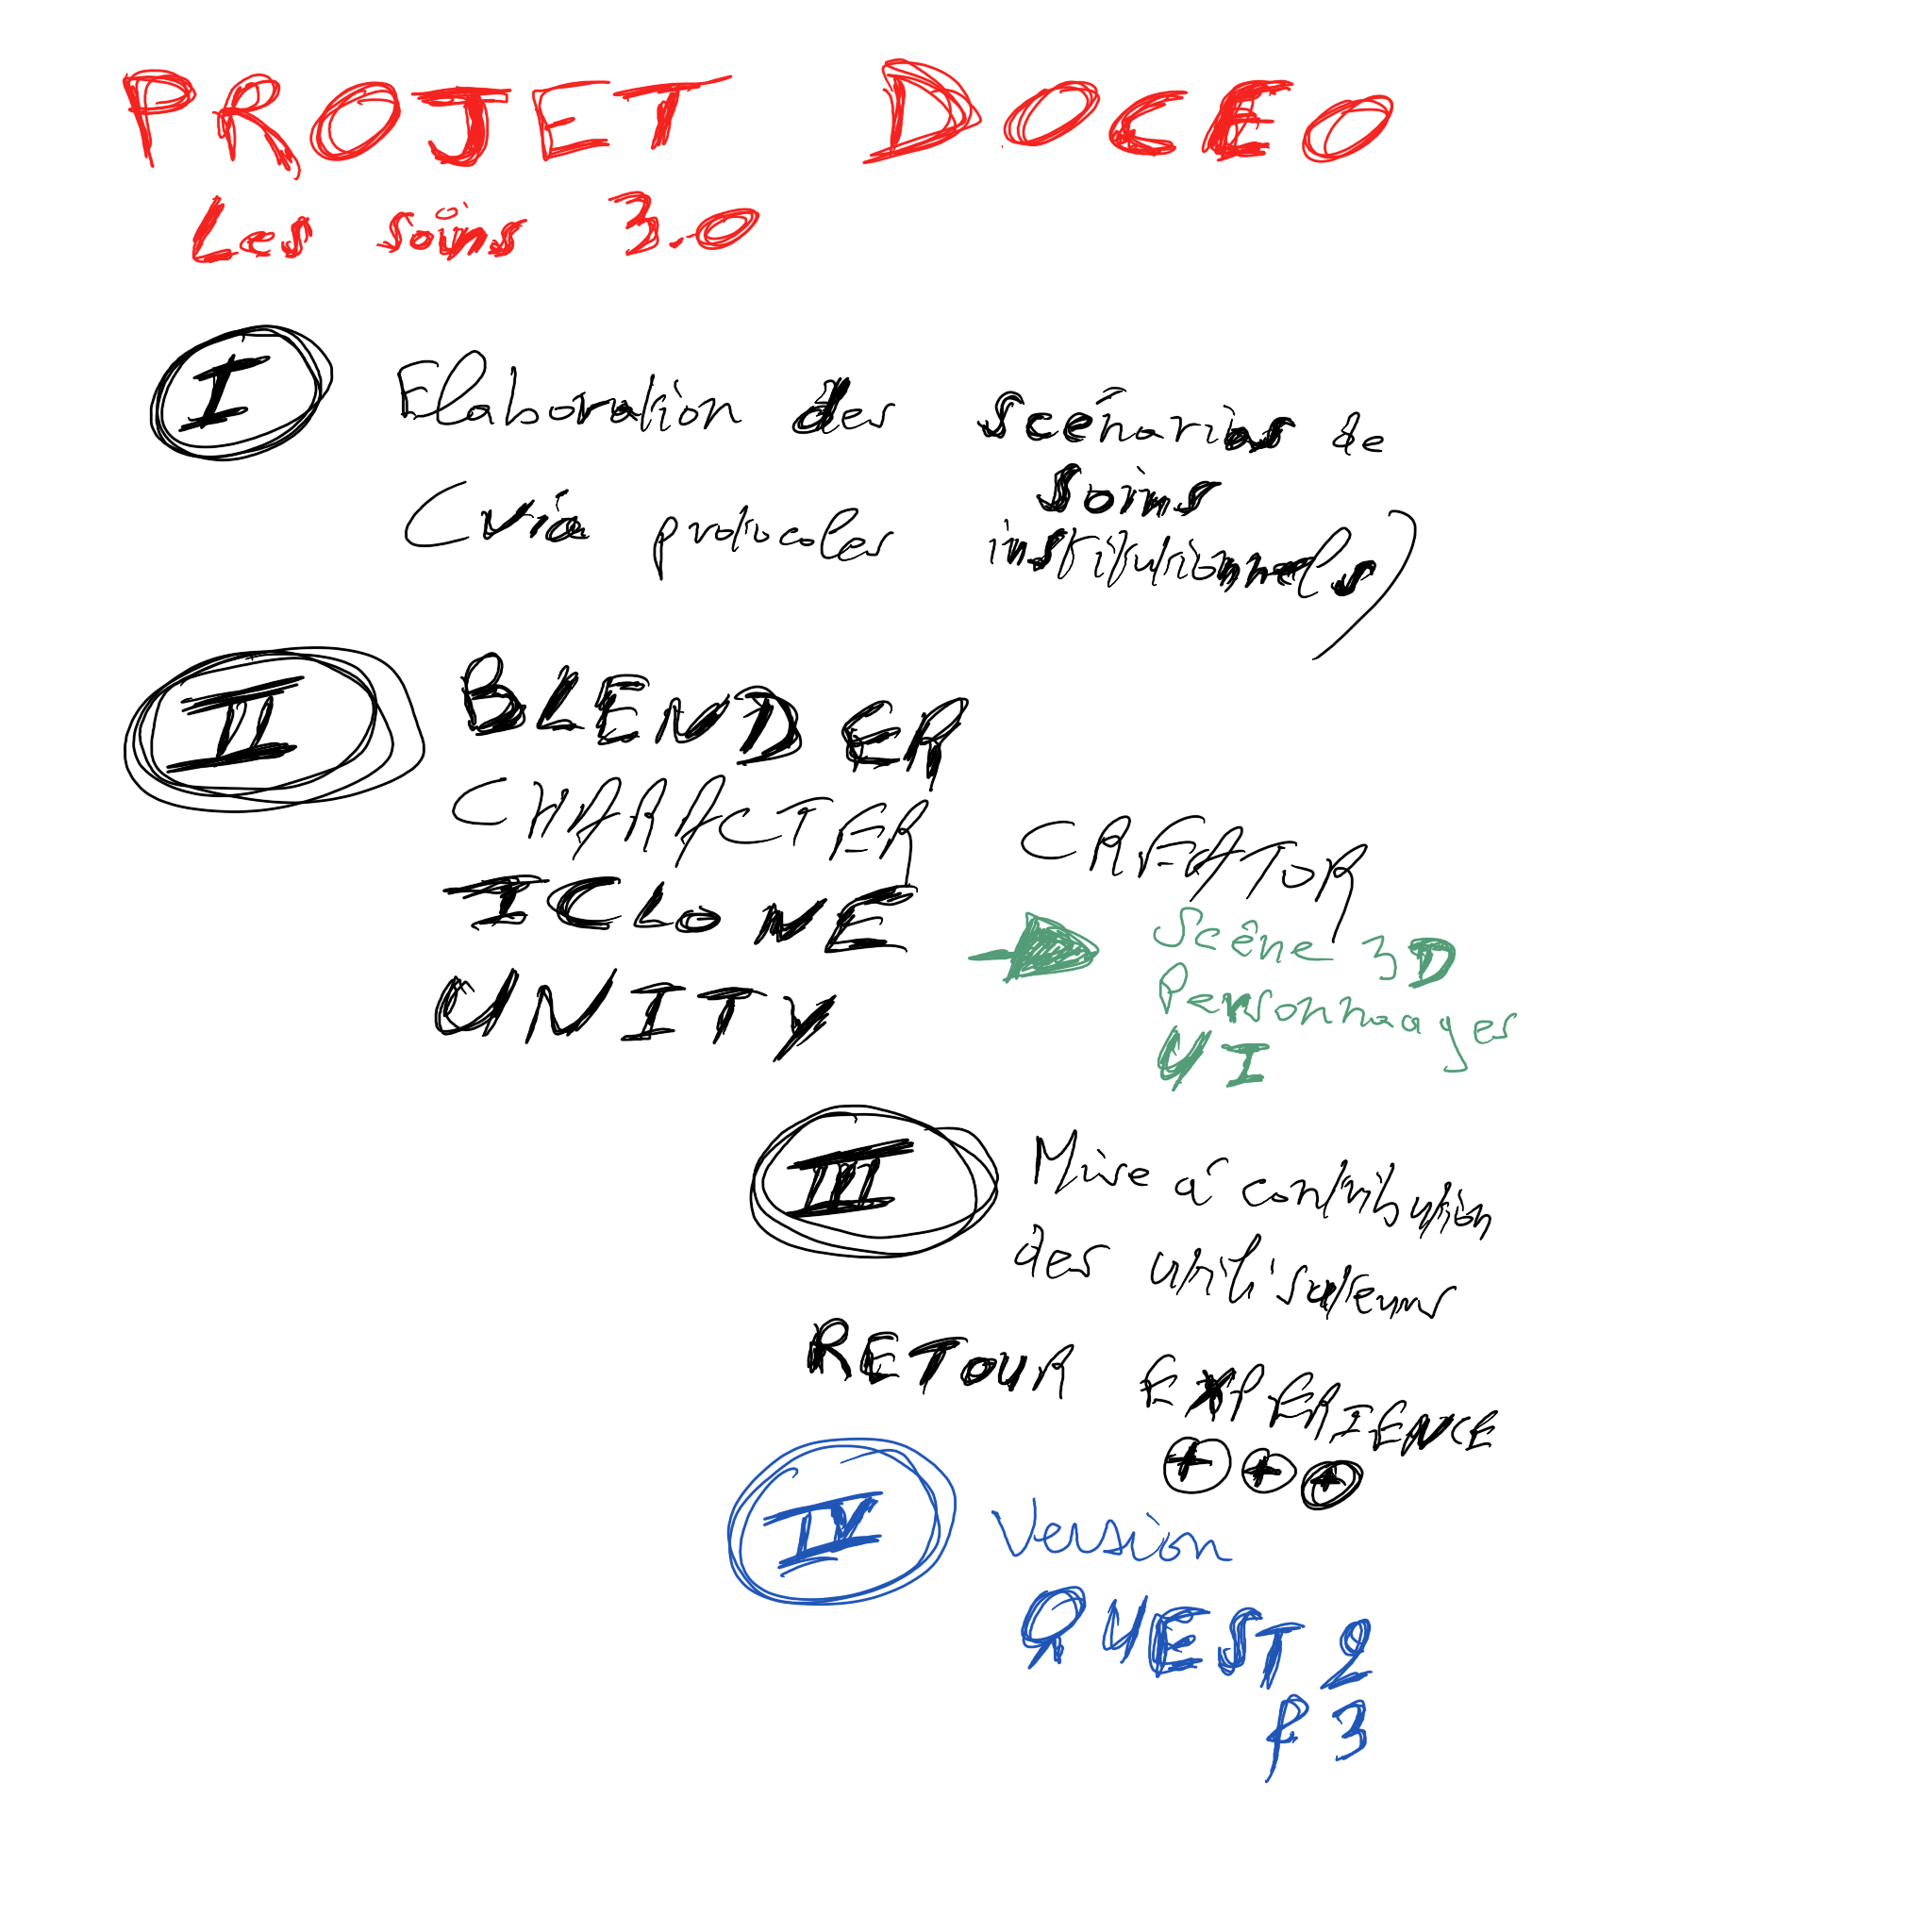 PROJET DOCEO
Les soins 3.0
I Elaboration des scénarios de
soins
(via protocoles institutionnels)
II BLENDER
CHARACTER CREATOR
ICLONE
Scène 3D
UNITY
Personnages
UI
III Mise à contribution
des utilisateurs
RETOUR EXPERIENCE
+ + +
IV Version
QUEST 2
& 3